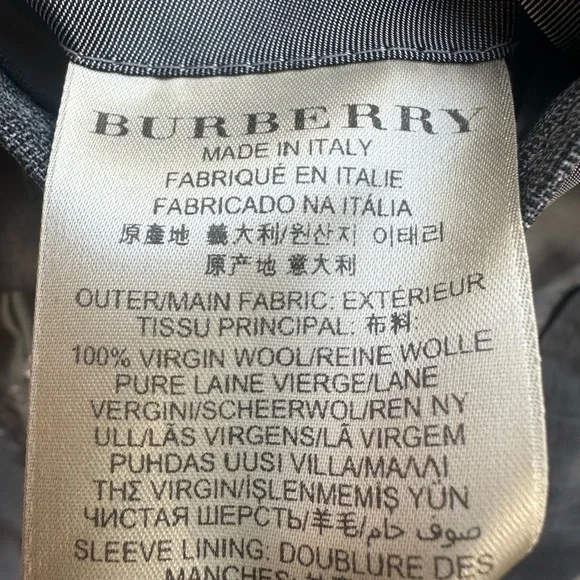 BURBERRY
MADE IN ITALY
FABRIQUÉ EN ITALIE
FABRICADO NA ITÁLIA
原產地 義大利/원산지 이태리
原产地 意大利
OUTER/MAIN FABRIC: EXTÉRIEUR
TISSU PRINCIPAL: 布料:
100% VIRGIN WOOL/REINE WOLLE
PURE LAINE VIERGE/LANE
VERGINI/SCHEERWOL/REN NY
ULL/LÃS VIRGENS/LÃ VIRGEM
PUHDAS UUSI VILLA/ΜΑΛΛΙ
ΤΗΣ VIRGIN/İŞLENMEMİŞ YÜN
ЧИСТАЯ ШЕРСТЬ/羊毛/صوف خام
SLEEVE LINING: DOUBLURE DES
MANCHES: